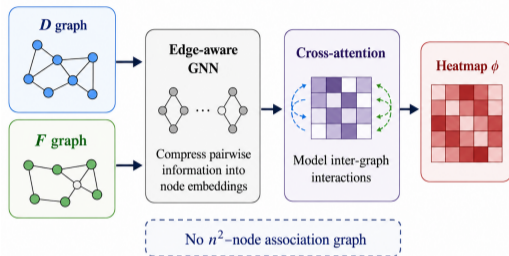 D graph
F graph
Edge-aware
GNN
...
Compress pairwise
information into
node embeddings
Cross-attention
Model inter-graph
interactions
Heatmap ϕ
No n²-node association graph